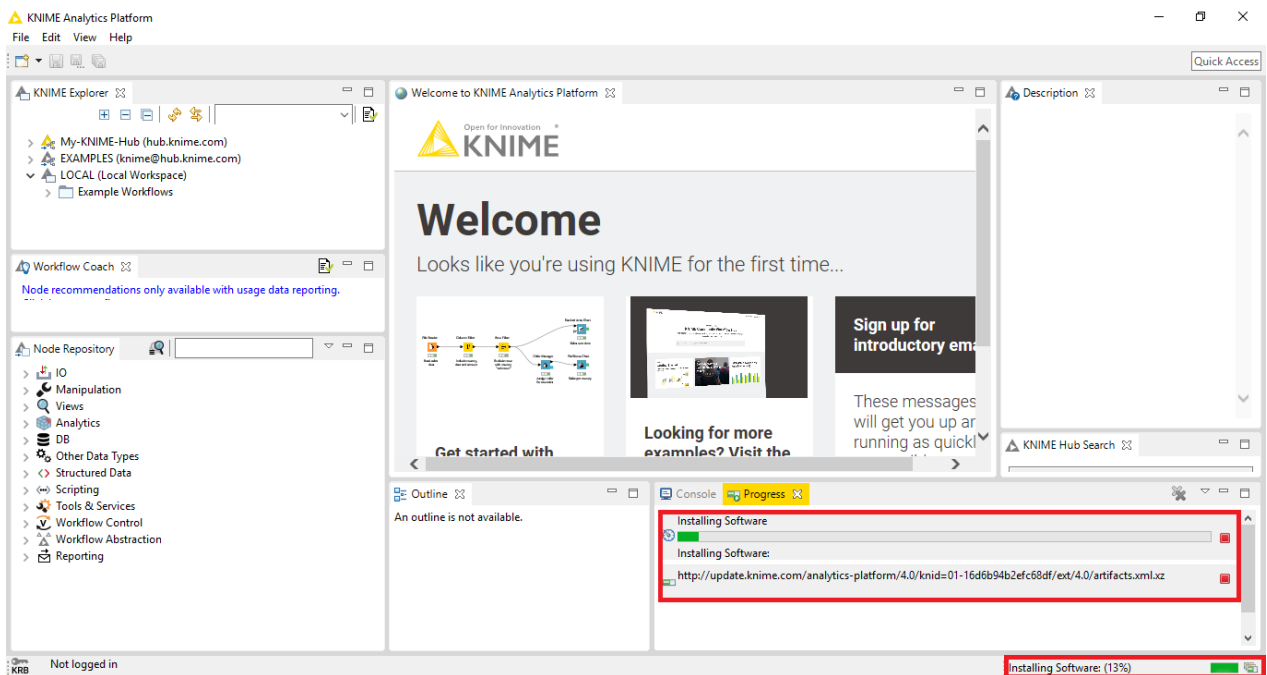 KNIME Analytics Platform
File Edit View Help
Quick Access
KNIME Explorer
My-KNIME-Hub (hub.knime.com)
EXAMPLES (knime@hub.knime.com)
LOCAL (Local Workspace)
Example Workflows
Workflow Coach
Node recommendations only available with usage data reporting.
Node Repository
IO
Manipulation
Views
Analytics
DB
Other Data Types
Structured Data
Scripting
Tools & Services
Workflow Control
Workflow Abstraction
Reporting
Welcome to KNIME Analytics Platform
Open for Innovation
KNIME
Welcome
Looks like you're using KNIME for the first time...
File Reader
Column Filter
Row Filter
Get started with
Looking for more
examples? Visit the
Sign up for
introductory ema
These messages
will get you up ar
running as quickl
Description
KNIME Hub Search
Outline
An outline is not available.
Console
Progress
Installing Software
Installing Software:
http://update.knime.com/analytics-platform/4.0/knid=01-16d6b94b2efc68df/ext/4.0/artifacts.xml.xz
KRB
Not logged in
Installing Software: (13%)